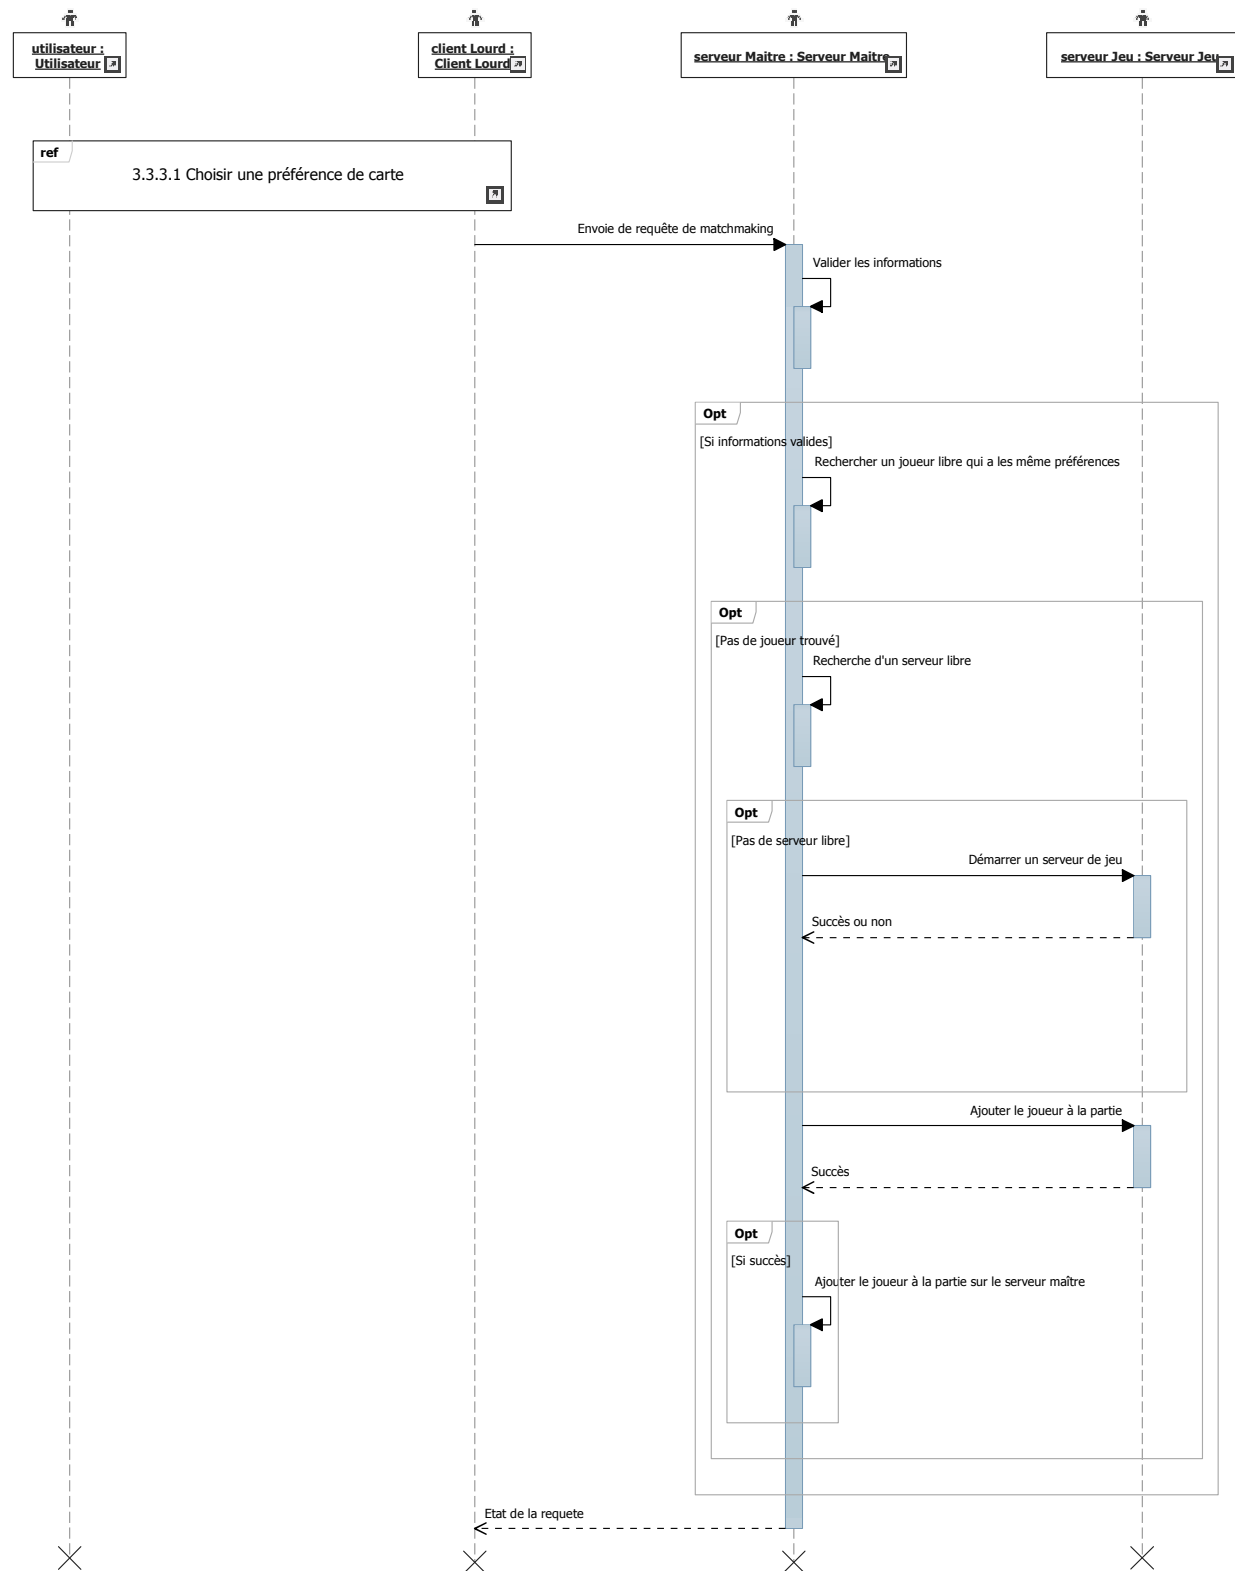 utilisateur :
Utilisateur
client Lourd :
Client Lourd
serveur Maitre : Serveur Maitre
serveur Jeu : Serveur Jeu
ref
3.3.3.1 Choisir une préférence de carte
Envoie de requête de matchmaking
Valider les informations
Opt
[Si informations valides]
Rechercher un joueur libre qui a les même préférences
Opt
[Pas de joueur trouvé]
Recherche d'un serveur libre
Opt
[Pas de serveur libre]
Démarrer un serveur de jeu
Succès ou non
Ajouter le joueur à la partie
Succès
Opt
[Si succès]
Ajouter le joueur à la partie sur le serveur maître
Etat de la requete